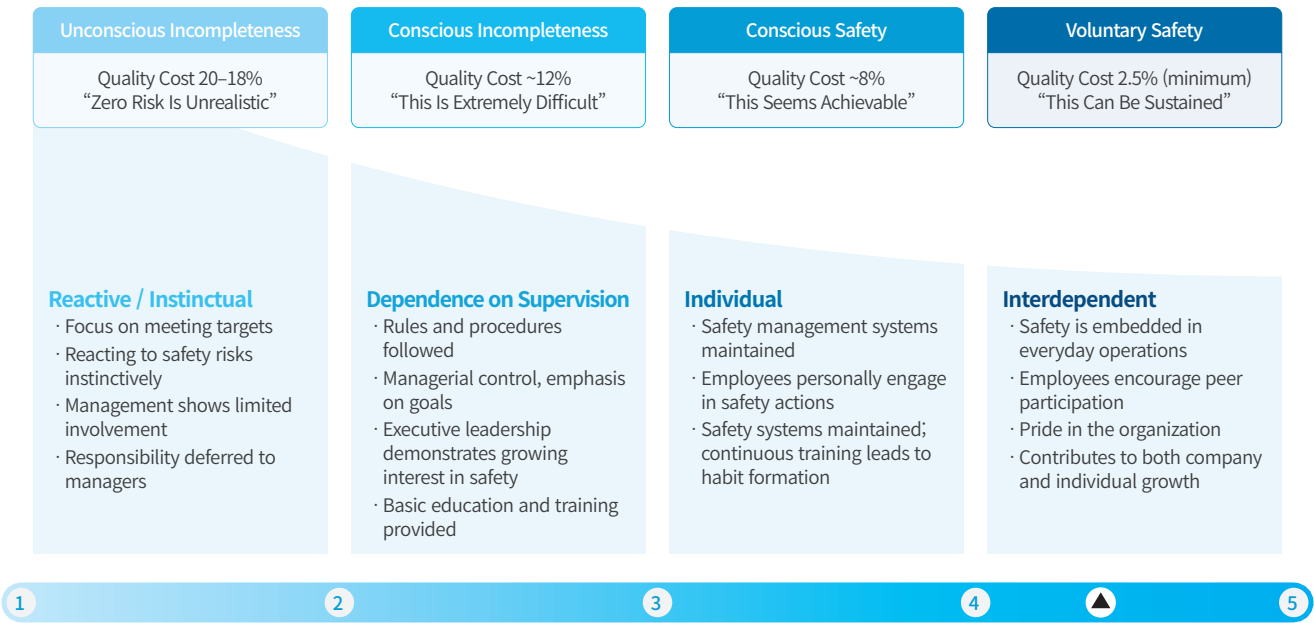 Unconscious Incompleteness
Quality Cost 20–18%
“Zero Risk Is Unrealistic”
Reactive / Instinctual
· Focus on meeting targets
· Reacting to safety risks
instinctively
· Management shows limited
involvement
· Responsibility deferred to
managers
Conscious Incompleteness
Quality Cost ~12%
“This Is Extremely Difficult”
Dependence on Supervision
· Rules and procedures
followed
· Managerial control, emphasis
on goals
· Executive leadership
demonstrates growing
interest in safety
· Basic education and training
provided
Conscious Safety
Quality Cost ~8%
“This Seems Achievable”
Individual
· Safety management systems
maintained
· Employees personally engage
in safety actions
· Safety systems maintained;
continuous training leads to
habit formation
Voluntary Safety
Quality Cost 2.5% (minimum)
“This Can Be Sustained”
Interdependent
· Safety is embedded in
everyday operations
· Employees encourage peer
participation
· Pride in the organization
· Contributes to both company
and individual growth
1
2
3
4
5